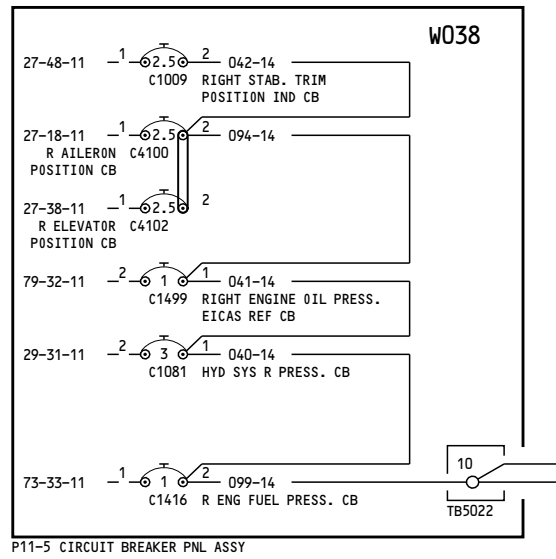 W038
27-48-11 1 2.5 2 042-14
C1009 RIGHT STAB. TRIM
POSITION IND CB
27-18-11 1 2.5 2 094-14
R AILERON C4100
POSITION CB
27-38-11 1 2.5 2
R ELEVATOR C4102
POSITION CB
79-32-11 2 1 1 041-14
C1499 RIGHT ENGINE OIL PRESS.
EICAS REF CB
29-31-11 2 3 1 040-14
C1081 HYD SYS R PRESS. CB
10
73-33-11 1 1 2 099-14
C1416 R ENG FUEL PRESS. CB
TB5022
P11-5 CIRCUIT BREAKER PNL ASSY